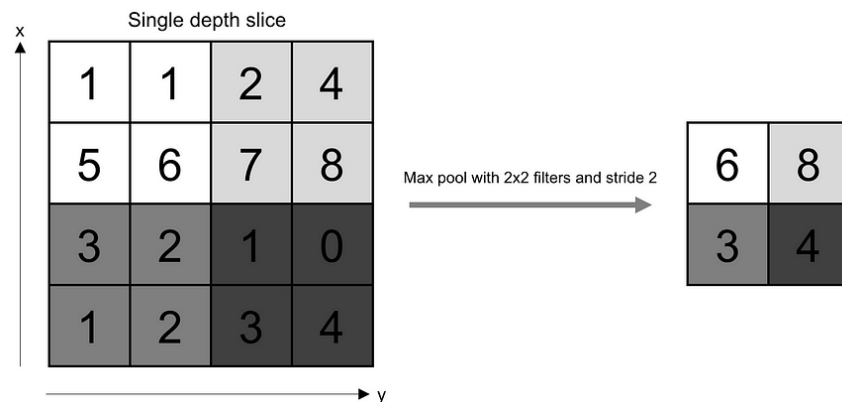 Single depth slice
x
1 1 2 4
5 6 7 8
3 2 1 0
1 2 3 4
y
Max pool with 2x2 filters and stride 2
6 8
3 4